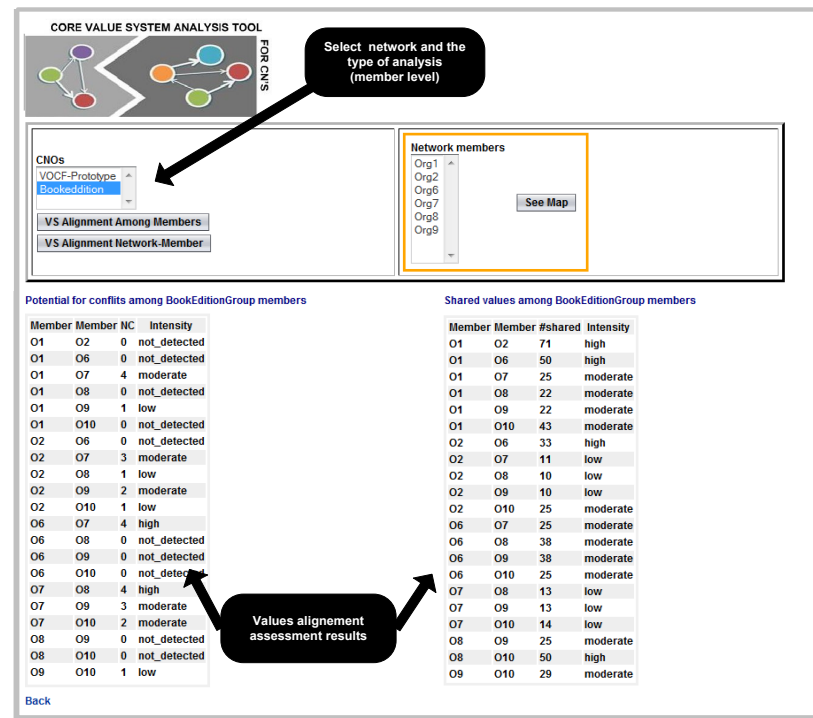 CORE VALUE SYSTEM ANALYSIS TOOL
FOR CN'S
Select network and the
type of analysis
(member level)
CNOs
VOCF-Prototype
Bookeddition
VS Alignment Among Members
VS Alignment Network-Member
Network members
Org1
Org2
Org6
Org7
Org8
Org9
See Map
Potential for conflits among BookEditionGroup members
Member Member NC Intensity
O1 O2 0 not_detected
O1 O6 0 not_detected
O1 O7 4 moderate
O1 O8 0 not_detected
O1 O9 1 low
O1 O10 0 not_detected
O2 O6 0 not_detected
O2 O7 3 moderate
O2 O8 1 low
O2 O9 2 moderate
O2 O10 1 low
O6 O7 4 high
O6 O8 0 not_detected
O6 O9 0 not_detected
O6 O10 0 not_detected
O7 O8 4 high
O7 O9 3 moderate
O7 O10 2 moderate
O8 O9 0 not_detected
O8 O10 0 not_detected
O9 O10 1 low
Shared values among BookEditionGroup members
Member Member #shared Intensity
O1 O2 71 high
O1 O6 50 high
O1 O7 25 moderate
O1 O8 22 moderate
O1 O9 22 moderate
O1 O10 43 moderate
O2 O6 33 high
O2 O7 11 low
O2 O8 10 low
O2 O9 10 low
O2 O10 25 moderate
O6 O7 25 moderate
O6 O8 38 moderate
O6 O9 38 moderate
O6 O10 25 moderate
O7 O8 13 low
O7 O9 13 low
O7 O10 14 low
O8 O9 25 moderate
O8 O10 50 high
O9 O10 29 moderate
Values alignement
assessment results
Back